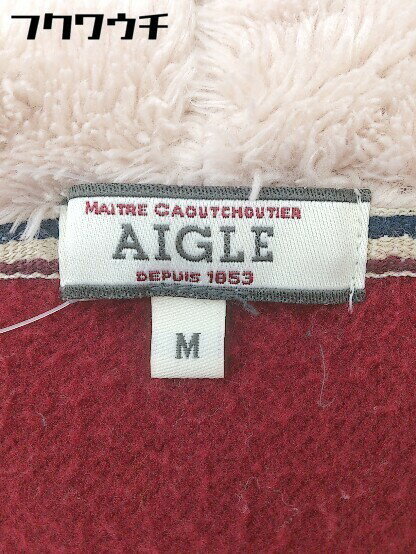 フクワウチ
MAITRE CAOUTCHOUTIER
AIGLE
DEPUIS 1853
M